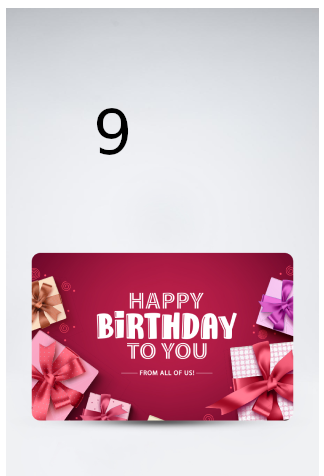 9
HAPPY
BiRTHDAY
TO YOU
FROM ALL OF US!